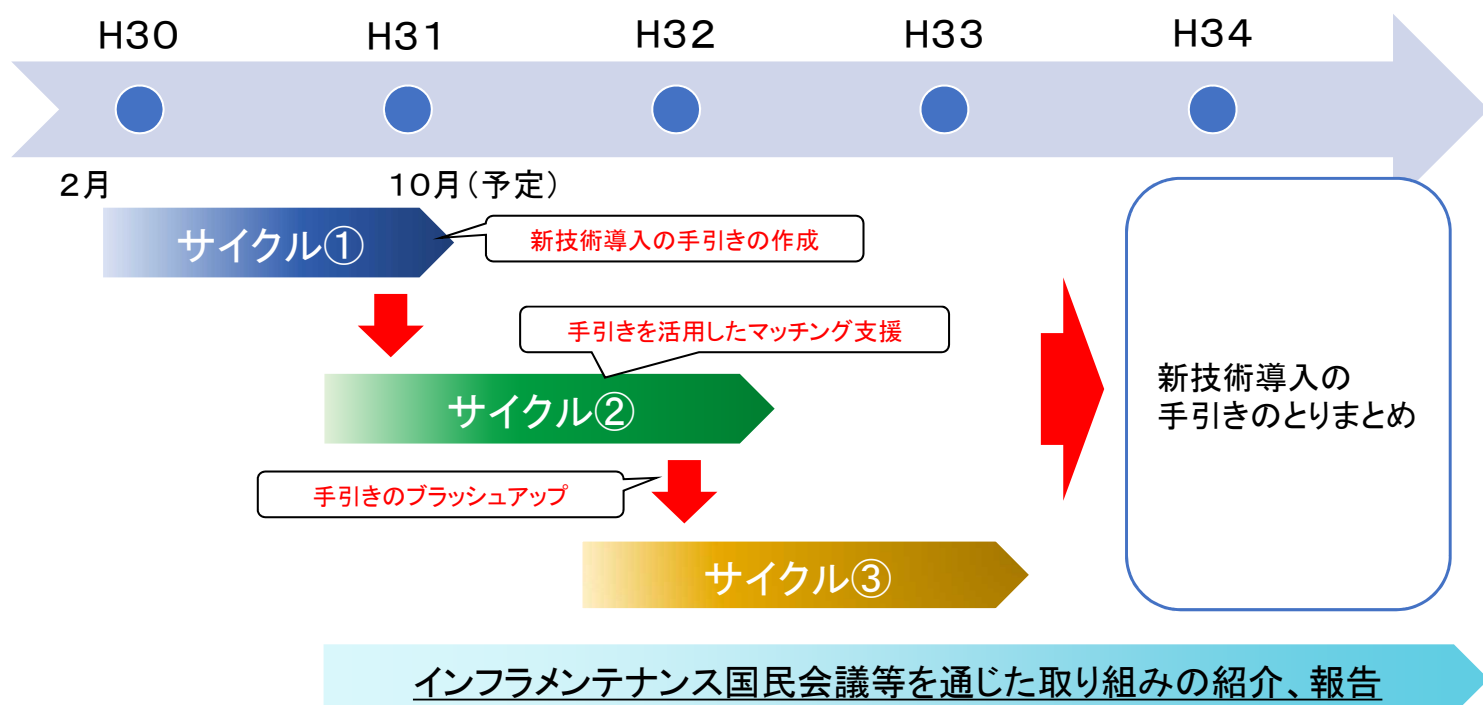 H30
H31
H32
H33
H34
2月
10月(予定)
サイクル①
新技術導入の手引きの作成
手引きを活用したマッチング支援
サイクル②
手引きのブラッシュアップ
サイクル③
新技術導入の
手引きのとりまとめ
インフラメンテナンス国民会議等を通じた取り組みの紹介、報告